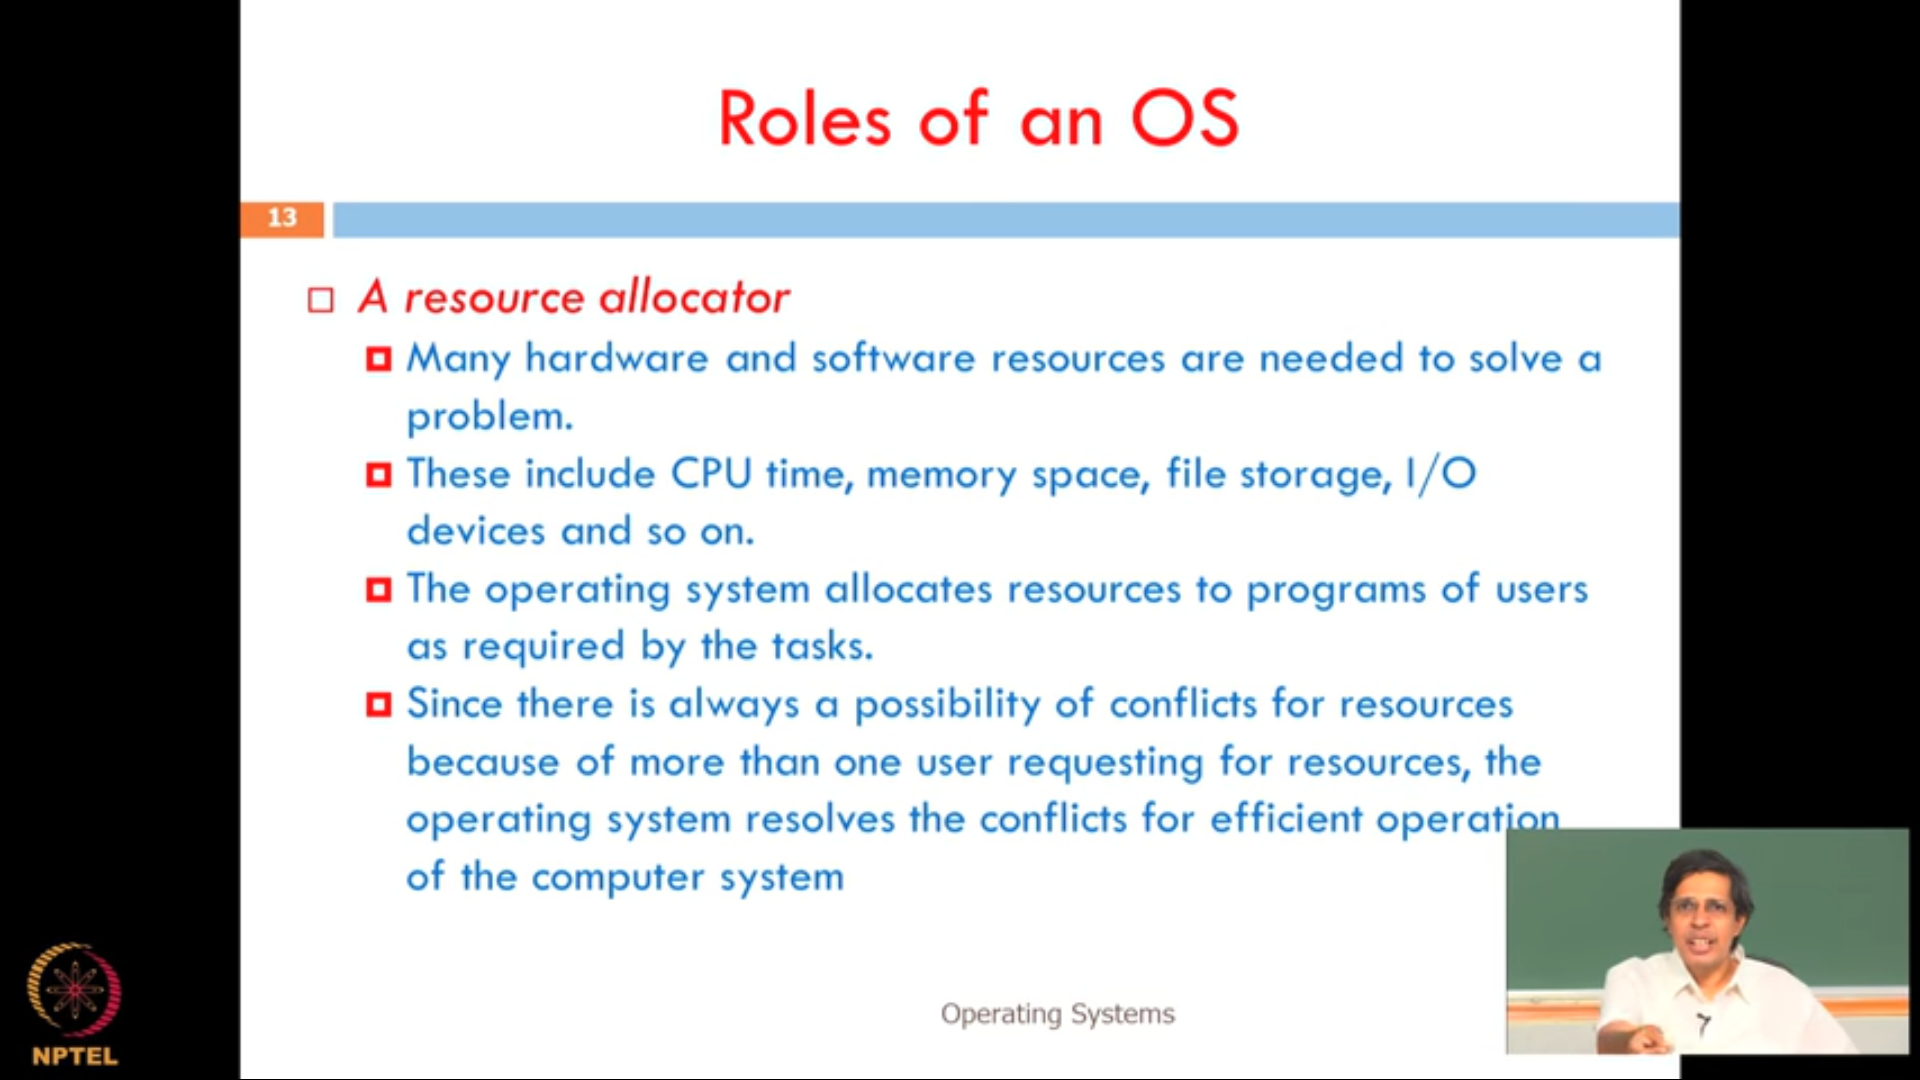 Roles of an OS
13
A resource allocator
Many hardware and software resources are needed to solve a
problem.
These include CPU time, memory space, file storage, I/O
devices and so on.
The operating system allocates resources to programs of users
as required by the tasks.
Since there is always a possibility of conflicts for resources
because of more than one user requesting for resources, the
operating system resolves the conflicts for efficient operation
of the computer system
Operating Systems
NPTEL